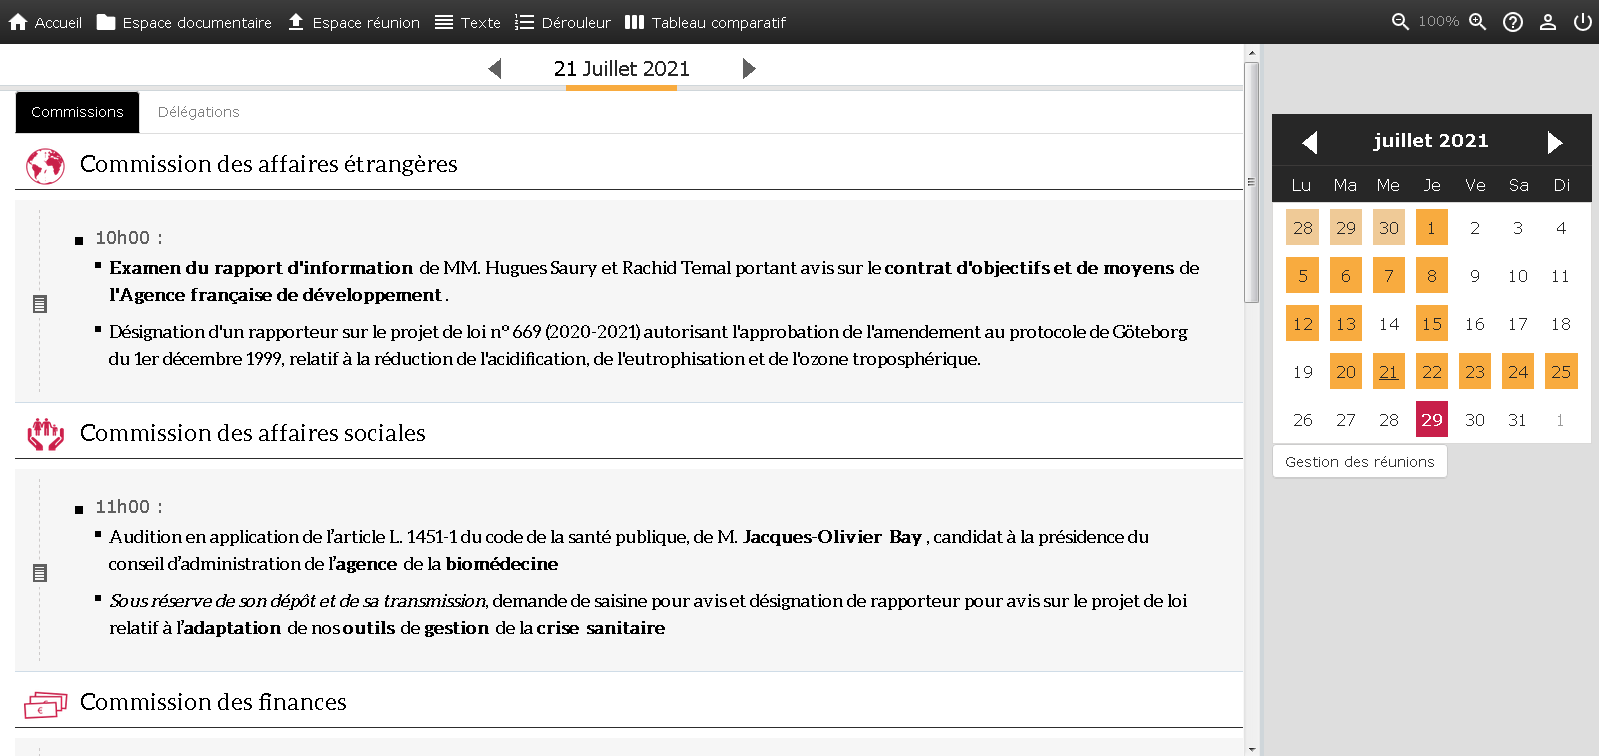 Accueil Espace documentaire Espace réunion Texte Dérouleur Tableau comparatif 100%
21 Juillet 2021
Commissions Délégations
Commission des affaires étrangères
10h00 :
Examen du rapport d'information de MM. Hugues Saury et Rachid Temal portant avis sur le contrat d'objectifs et de moyens de
l'Agence française de développement .
Désignation d'un rapporteur sur le projet de loi n° 669 (2020-2021) autorisant l'approbation de l'amendement au protocole de Göteborg
du 1er décembre 1999, relatif à la réduction de l'acidification, de l'eutrophisation et de l'ozone troposphérique.
Commission des affaires sociales
11h00 :
Audition en application de l’article L. 1451-1 du code de la santé publique, de M. Jacques-Olivier Bay , candidat à la présidence du
conseil d’administration de l’agence de la biomédecine
Sous réserve de son dépôt et de sa transmission, demande de saisine pour avis et désignation de rapporteur pour avis sur le projet de loi
relatif à l’adaptation de nos outils de gestion de la crise sanitaire
Commission des finances
€
juillet 2021
Lu Ma Me Je Ve Sa Di
28 29 30 1 2 3 4
5 6 7 8 9 10 11
12 13 14 15 16 17 18
19 20 21 22 23 24 25
26 27 28 29 30 31 1
Gestion des réunions